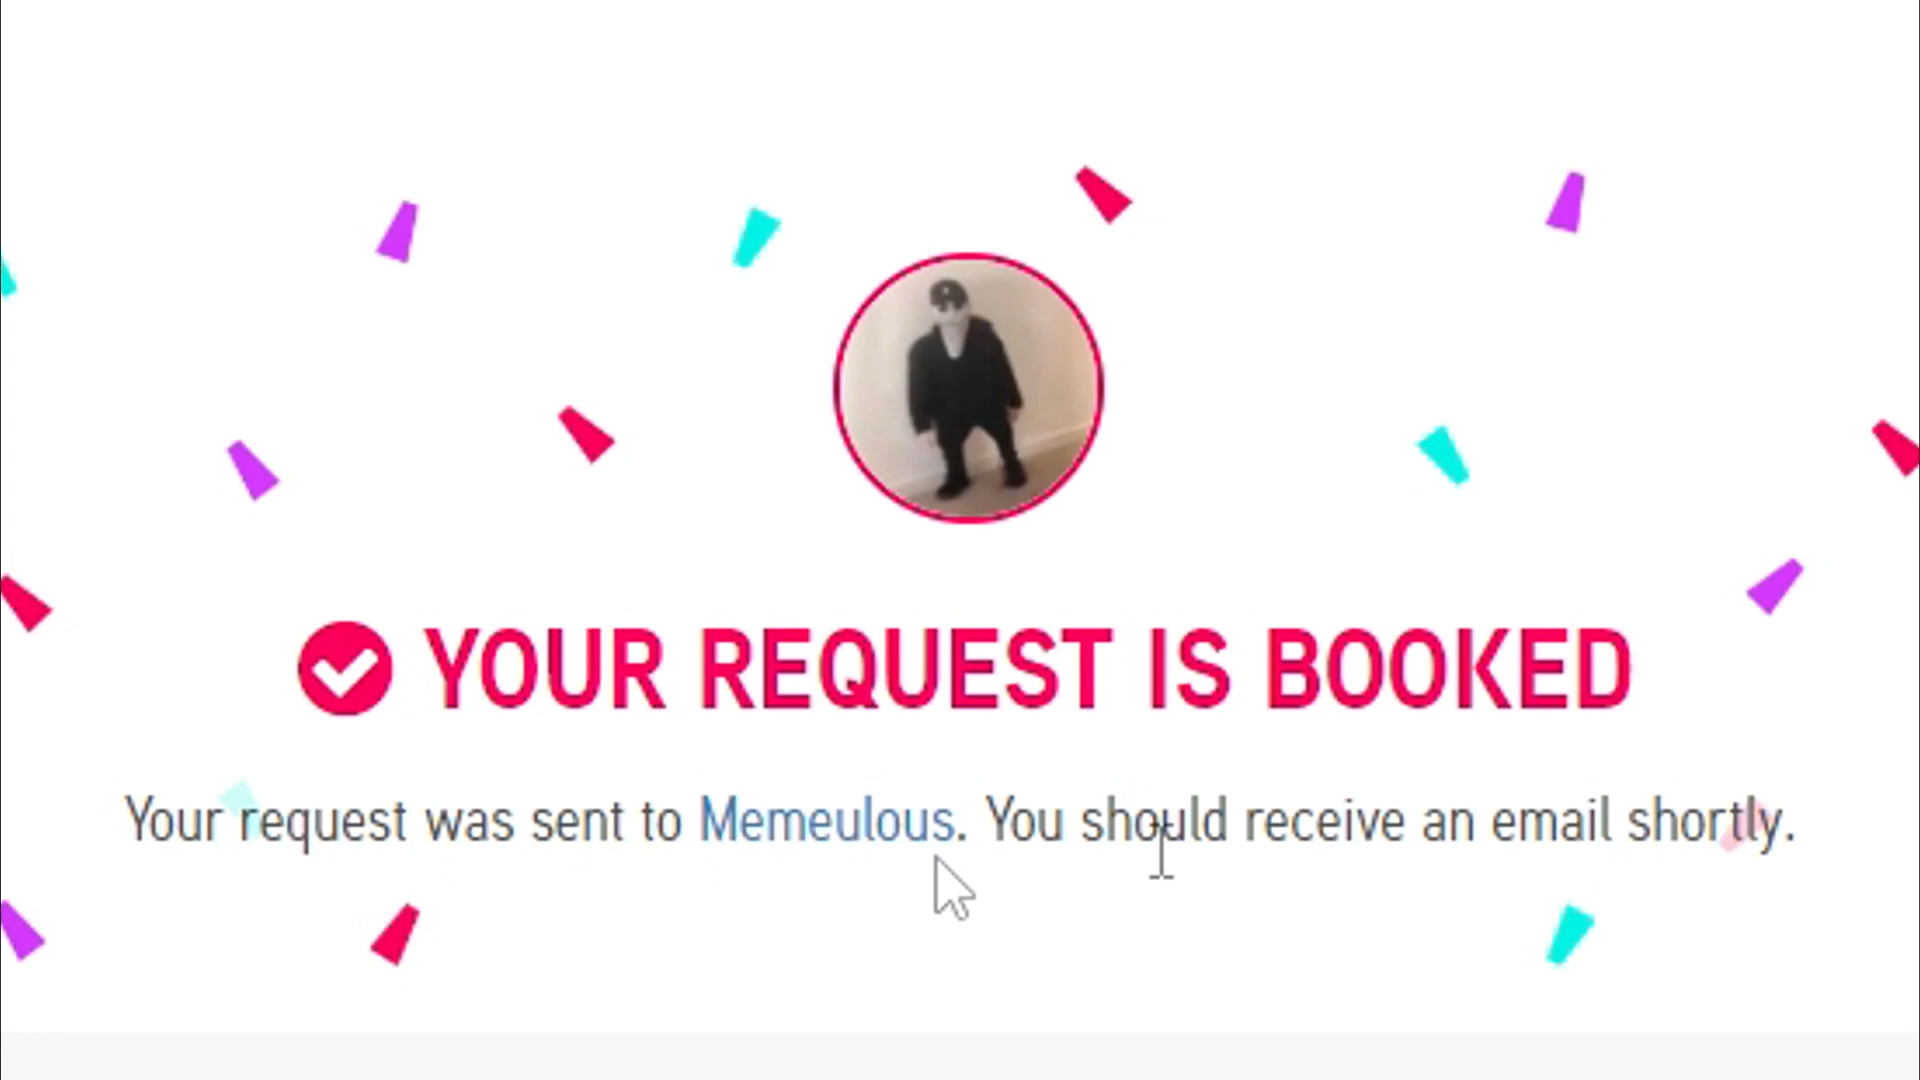 YOUR REQUEST IS BOOKED
Your request was sent to Memeulous. You should receive an email shortly.